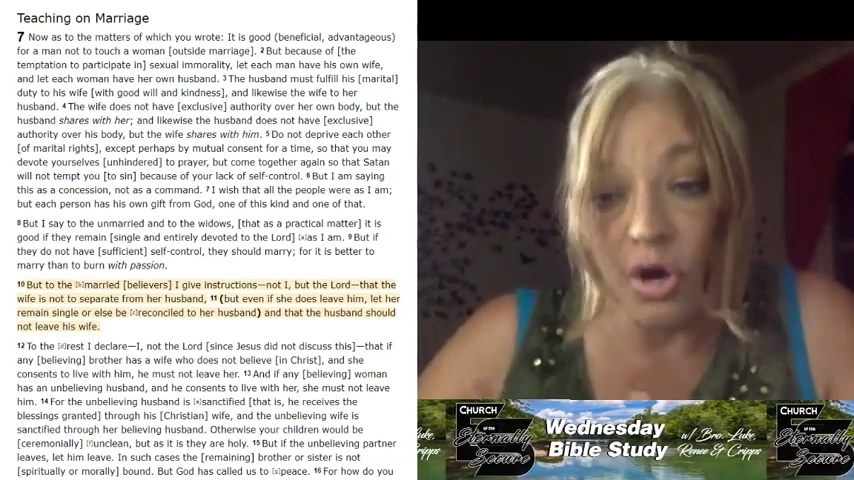 Teaching on Marriage
7 Now as to the matters of which you wrote: It is good (beneficial, advantageous)
for a man not to touch a woman [outside marriage]. 2 But because of [the
temptation to participate in] sexual immorality, let each man have his own wife,
and let each woman have her own husband. 3 The husband must fulfill his [marital]
duty to his wife [with good will and kindness], and likewise the wife to her
husband. 4 The wife does not have [exclusive] authority over her own body, but the
husband shares with her; and likewise the husband does not have [exclusive]
authority over his body, but the wife shares with him. 5 Do not deprive each other
[of marital rights], except perhaps by mutual consent for a time, so that you may
devote yourselves [unhindered] to prayer, but come together again so that Satan
will not tempt you [to sin] because of your lack of self-control. 6 But I am saying
this as a concession, not as a command. 7 I wish that all the people were as I am;
but each person has his own gift from God, one of this kind and one of that.
8 But I say to the unmarried and to the widows, [that as a practical matter] it is
good if they remain [single and entirely devoted to the Lord] [a]as I am. 9 But if
they do not have [sufficient] self-control, they should marry; for it is better to
marry than to burn with passion.
10 But to the [b]married [believers] I give instructions—not I, but the Lord—that the
wife is not to separate from her husband, 11 (but even if she does leave him, let her
remain single or else be [c]reconciled to her husband) and that the husband should
not leave his wife.
12 To the [d]rest I declare—I, not the Lord [since Jesus did not discuss this]—that if
any [believing] brother has a wife who does not believe [in Christ], and she
consents to live with him, he must not leave her. 13 And if any [believing] woman
has an unbelieving husband, and he consents to live with her, she must not leave
him. 14 For the unbelieving husband is [e]sanctified [that is, he receives the
blessings granted] through his [Christian] wife, and the unbelieving wife is
sanctified through her believing husband. Otherwise your children would be
[ceremonially] [f]unclean, but as it is they are holy. 15 But if the unbelieving partner
leaves, let him leave. In such cases the [remaining] brother or sister is not
[spiritually or morally] bound. But God has called us to [g]peace. 16 For how do you
Luke,
Cripps
CHURCH
of the
Eternally
Secure
Wednesday
Bible Study
w/ Bro. Luke,
Renee & Cripps
CHURCH
of the
Eternally
Secure